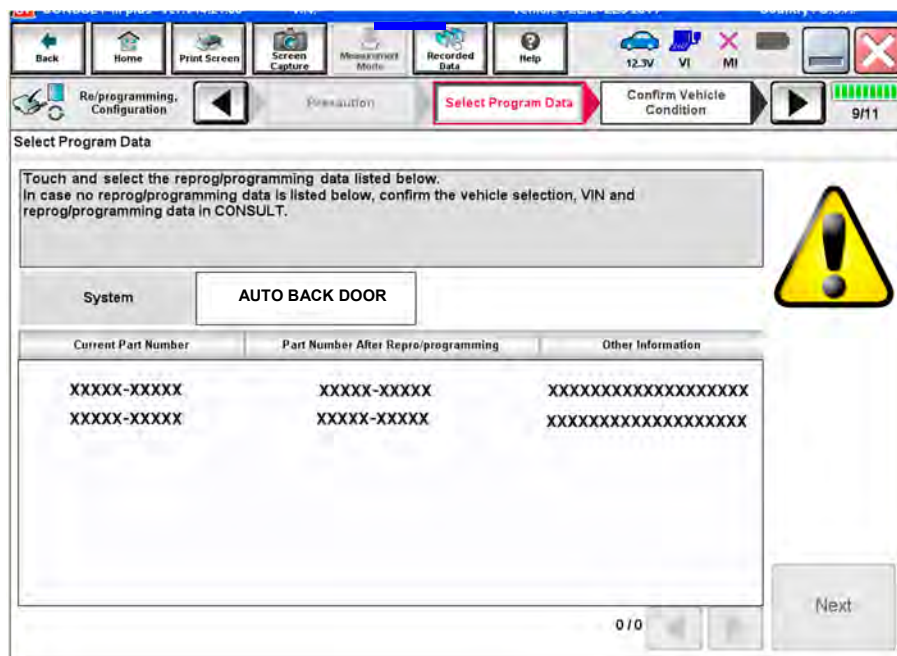 Back
Home
Print Screen
Screen
Capture
Measurement
Mode
Recorded
Data
Help
12.3V
VI
MI
Re/programming,
Configuration
Precaution
Select Program Data
Confirm Vehicle
Condition
9/11
Select Program Data
Touch and select the reprog/programming data listed below.
In case no reprog/programming data is listed below, confirm the vehicle selection, VIN and
reprog/programming data in CONSULT.
System
AUTO BACK DOOR
Current Part Number
Part Number After Repro/programming
Other Information
XXXXX-XXXXX XXXXX-XXXXX XXXXXXXXXXXXXXXXXXX
XXXXX-XXXXX XXXXX-XXXXX XXXXXXXXXXXXXXXXXXX
Next
0/0